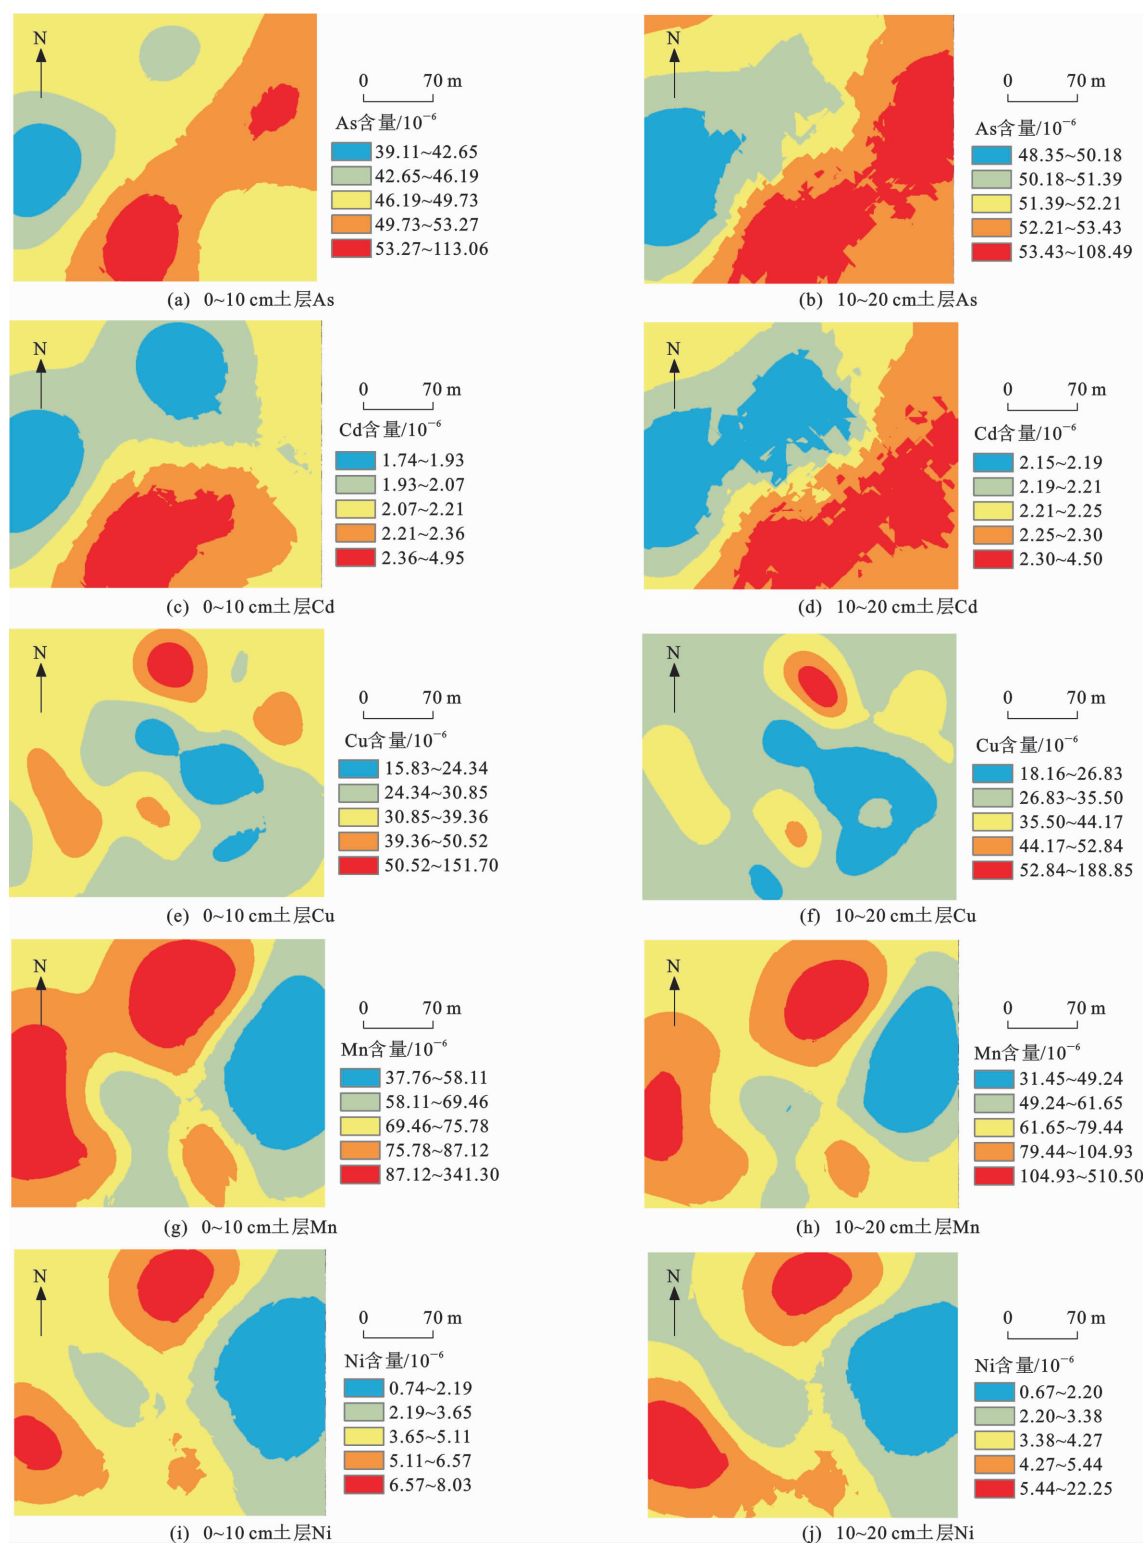 N
0 70 m
As含量/10⁻⁶
39.11~42.65
42.65~46.19
46.19~49.73
49.73~53.27
53.27~113.06
(a) 0~10 cm土层As
N
0 70 m
As含量/10⁻⁶
48.35~50.18
50.18~51.39
51.39~52.21
52.21~53.43
53.43~108.49
(b) 10~20 cm土层As
N
0 70 m
Cd含量/10⁻⁶
1.74~1.93
1.93~2.07
2.07~2.21
2.21~2.36
2.36~4.95
(c) 0~10 cm土层Cd
N
0 70 m
Cd含量/10⁻⁶
2.15~2.19
2.19~2.21
2.21~2.25
2.25~2.30
2.30~4.50
(d) 10~20 cm土层Cd
N
0 70 m
Cu含量/10⁻⁶
15.83~24.34
24.34~30.85
30.85~39.36
39.36~50.52
50.52~151.70
(e) 0~10 cm土层Cu
N
0 70 m
Cu含量/10⁻⁶
18.16~26.83
26.83~35.50
35.50~44.17
44.17~52.84
52.84~188.85
(f) 10~20 cm土层Cu
N
0 70 m
Mn含量/10⁻⁶
37.76~58.11
58.11~69.46
69.46~75.78
75.78~87.12
87.12~341.30
(g) 0~10 cm土层Mn
N
0 70 m
Mn含量/10⁻⁶
31.45~49.24
49.24~61.65
61.65~79.44
79.44~104.93
104.93~510.50
(h) 10~20 cm土层Mn
N
0 70 m
Ni含量/10⁻⁶
0.74~2.19
2.19~3.65
3.65~5.11
5.11~6.57
6.57~8.03
(i) 0~10 cm土层Ni
N
0 70 m
Ni含量/10⁻⁶
0.67~2.20
2.20~3.38
3.38~4.27
4.27~5.44
5.44~22.25
(j) 10~20 cm土层Ni